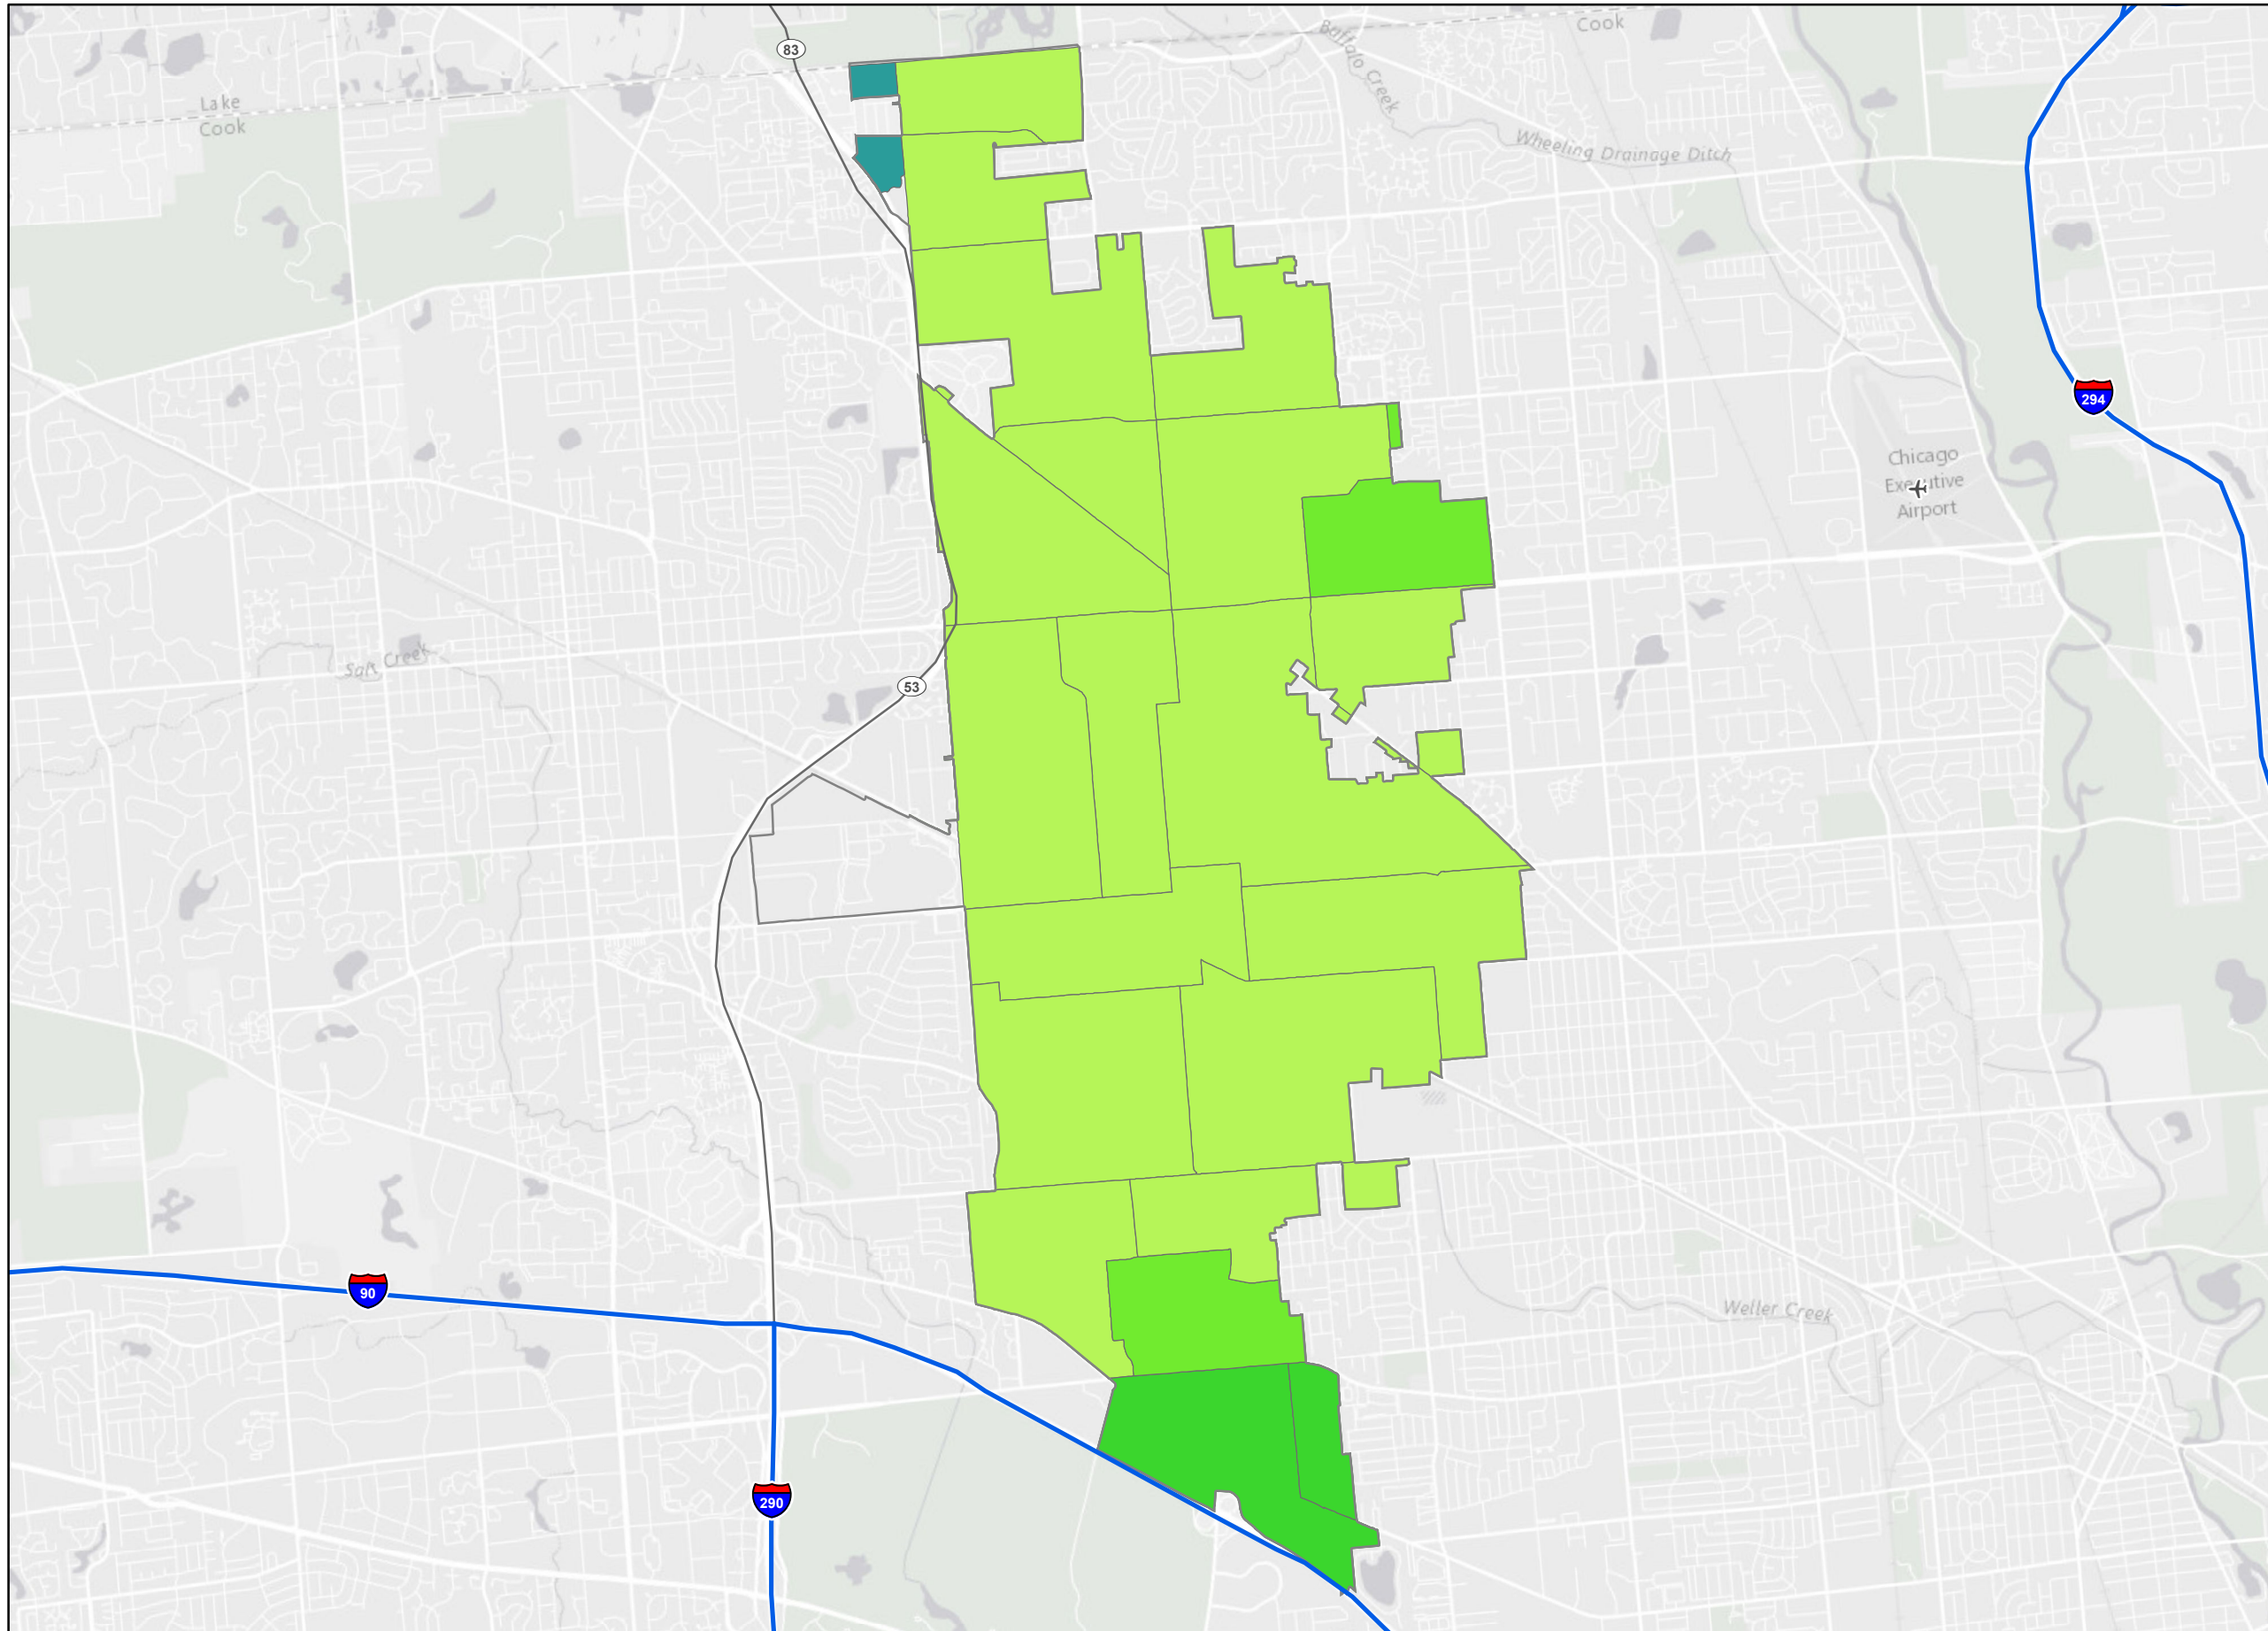 83
Cook
Buffalo Creek
Lake
Cook
Wheeling Drainage Ditch
294
Chicago
Executive
Airport
Salt Creek
53
90
Weller Creek
290